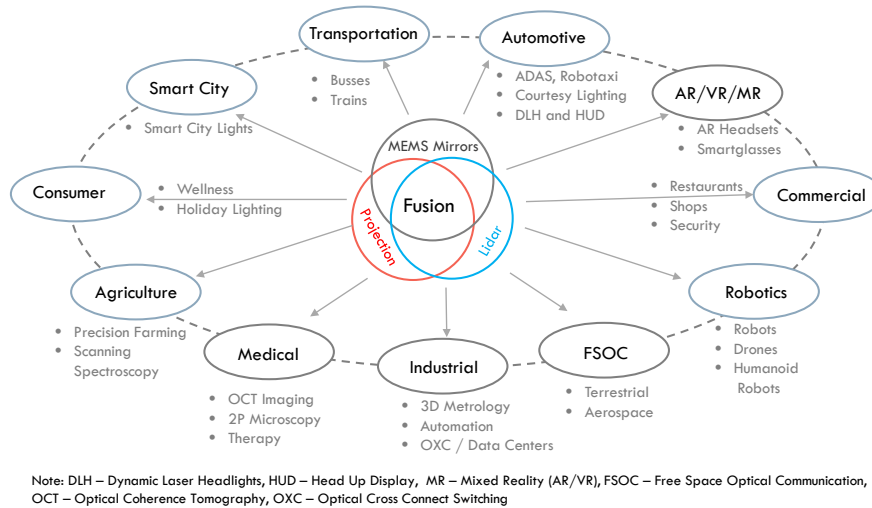 Transportation
Automotive
• Busses
• Trains
• ADAS, Robotaxi
• Courtesy Lighting
• DLH and HUD
Smart City
• Smart City Lights
AR/VR/MR
• AR Headsets
• Smartglasses
MEMS Mirrors
Fusion
Projection
Lidar
Consumer
• Wellness
• Holiday Lighting
• Restaurants
• Shops
• Security
Commercial
Agriculture
• Precision Farming
• Scanning
Spectroscopy
Robotics
• Robots
• Drones
• Humanoid
Robots
Medical
• OCT Imaging
• 2P Microscopy
• Therapy
Industrial
• 3D Metrology
• Automation
• OXC / Data Centers
FSOC
• Terrestrial
• Aerospace
Note: DLH – Dynamic Laser Headlights, HUD – Head Up Display, MR – Mixed Reality (AR/VR), FSOC – Free Space Optical Communication,
OCT – Optical Coherence Tomography, OXC – Optical Cross Connect Switching